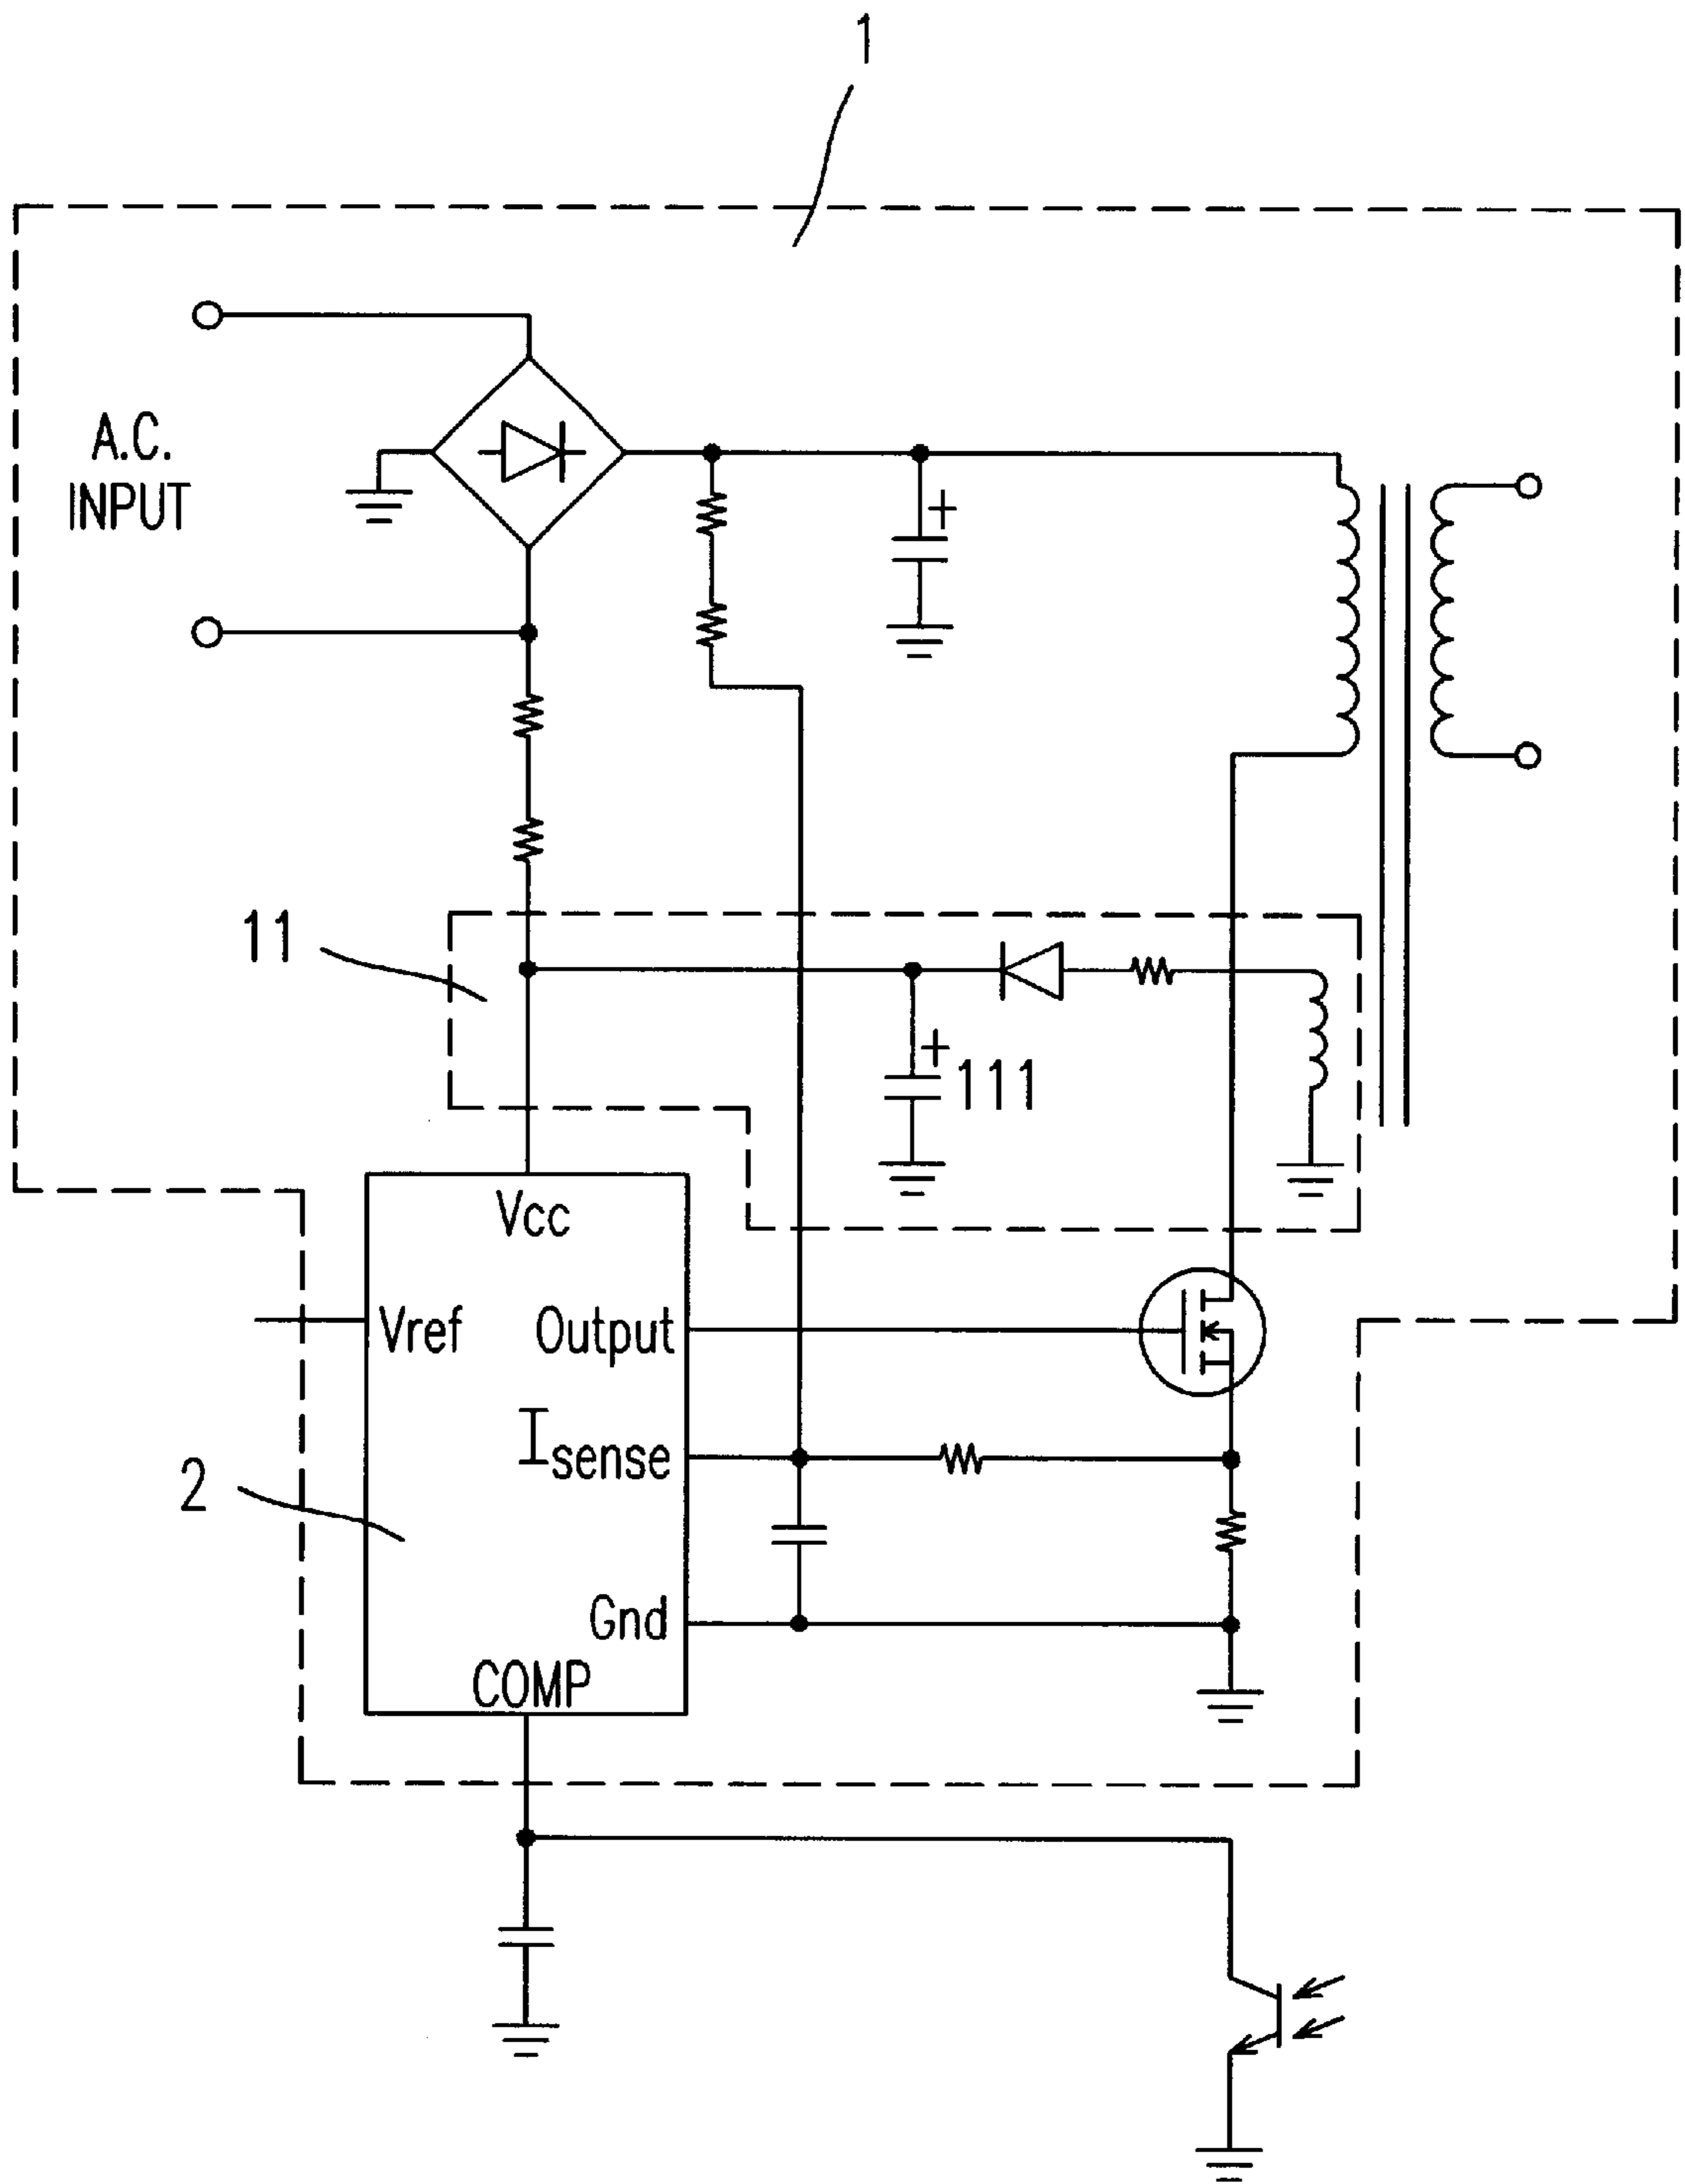 1
A.C.
INPUT
+
11
+
111
Vcc
Vref
Output
Isense
2
Gnd
COMP